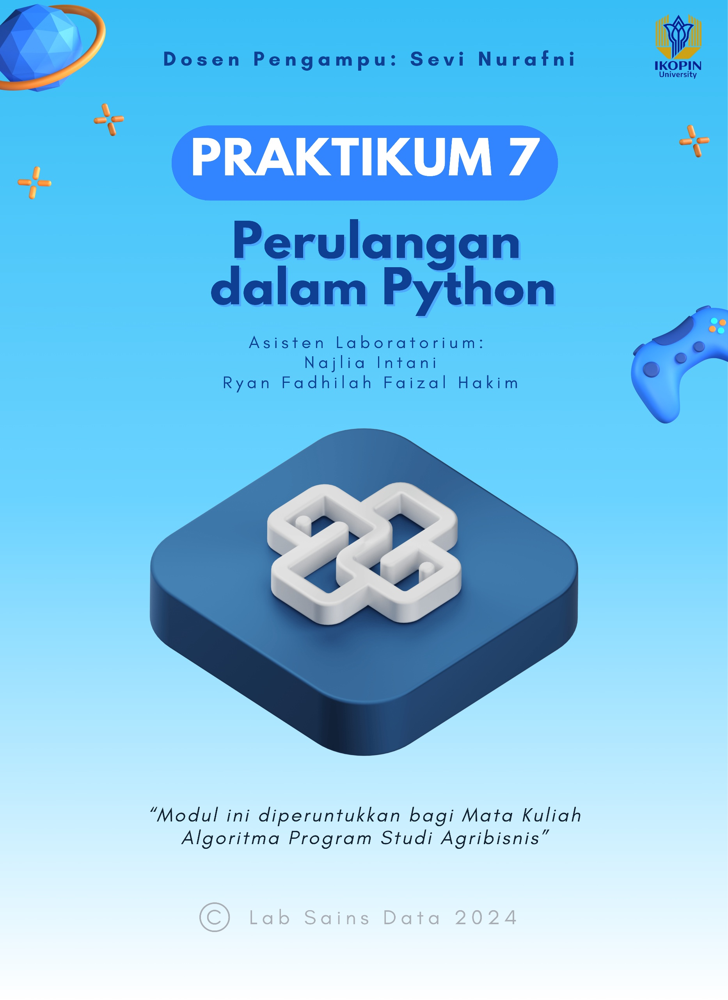 Dosen Pengampu: Sevi Nurafni
IKOPIN
University
PRAKTIKUM 7
Perulangan
dalam Python
Asisten Laboratorium:
Najlia Intani
Ryan Fadhilah Faizal Hakim
“Modul ini diperuntukkan bagi Mata Kuliah
Algoritma Program Studi Agribisnis”
© Lab Sains Data 2024